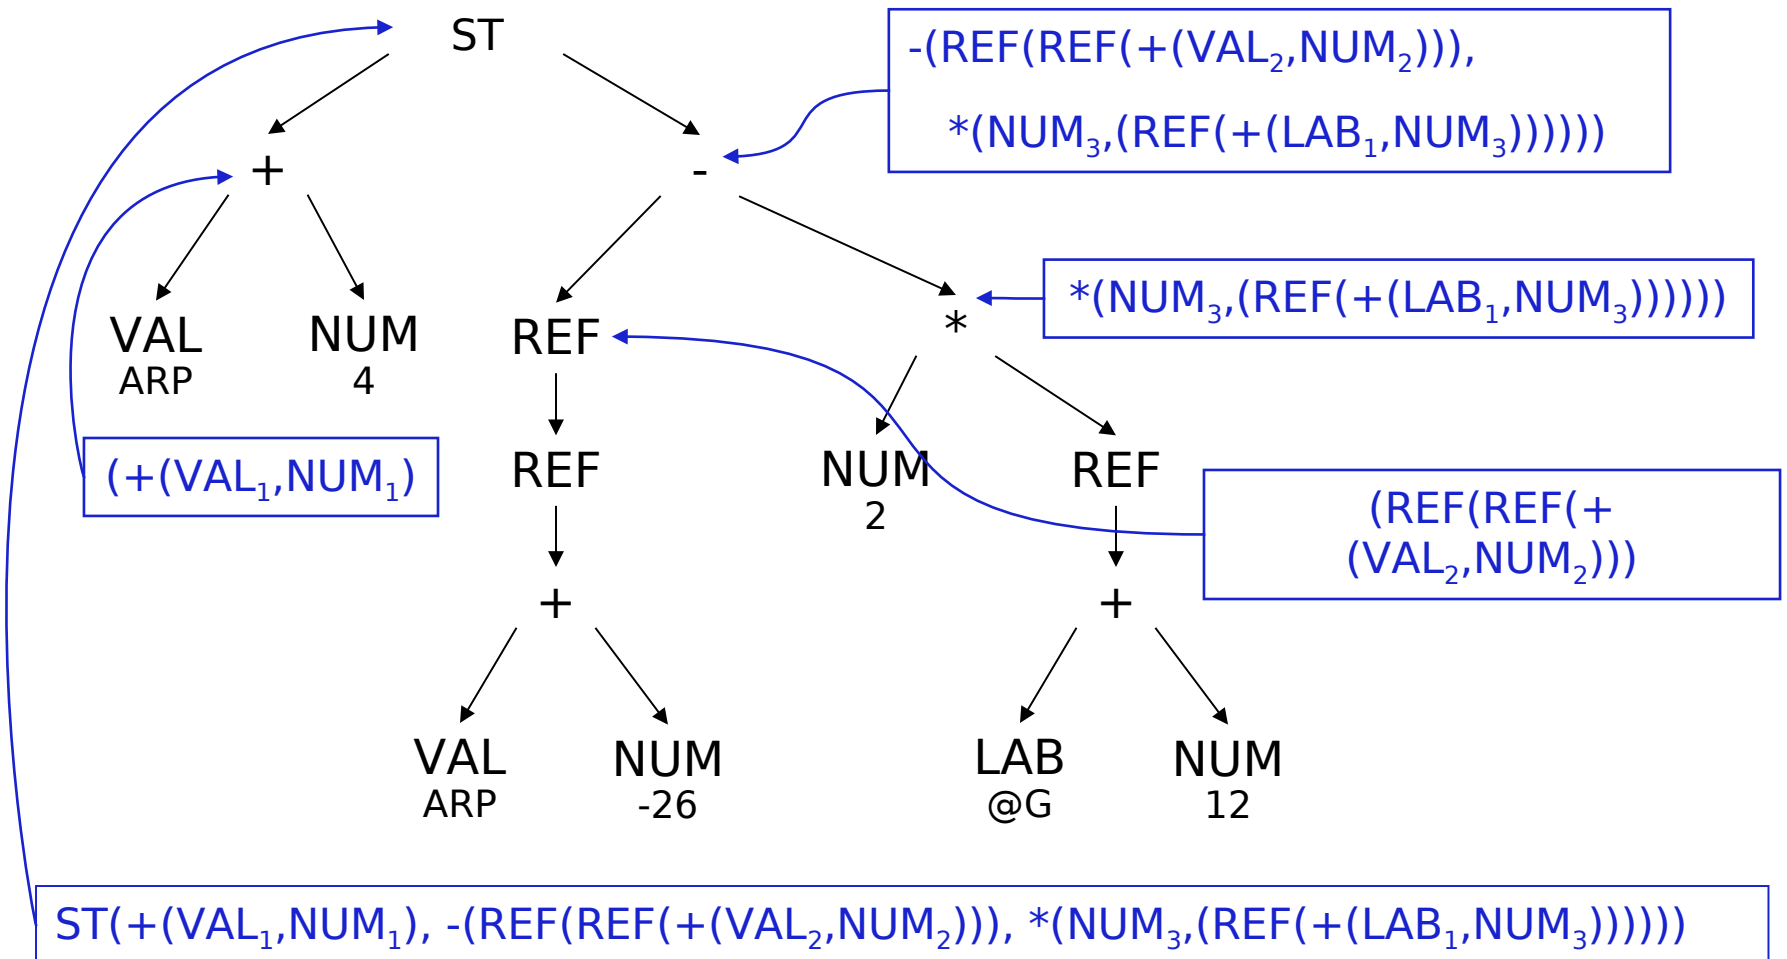 ST
-(REF(REF(+(VAL₂,NUM₂))),
*(NUM₃,(REF(+(LAB₁,NUM₃))))))
+
-
*(NUM₃,(REF(+(LAB₁,NUM₃))))))
VAL
ARP
NUM
4
REF
*
(+(VAL₁,NUM₁)
REF
NUM
2
REF
(REF(REF(+
(VAL₂,NUM₂)))
+
+
VAL
ARP
NUM
-26
LAB
@G
NUM
12
ST(+(VAL₁,NUM₁), -(REF(REF(+(VAL₂,NUM₂))), *(NUM₃,(REF(+(LAB₁,NUM₃))))))